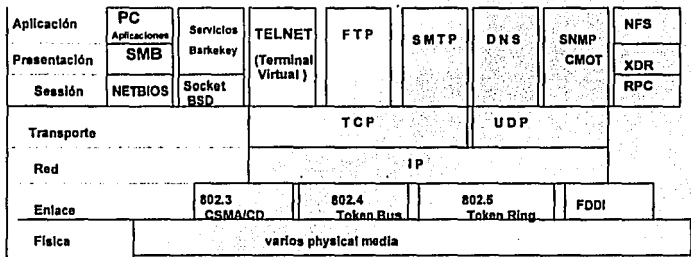 Aplicación
PC
Aplicaciones
Servicios
Barkekey
TELNET
(Terminal
Virtual )
FTP
SMTP
DNS
SNMP
CMOT
NFS
Presentación
SMB
XDR
Sessión
NETBIOS
Socket
BSD
RPC
Transporte
TCP
UDP
Red
IP
Enlace
802.3
CSMA/CD
802.4
Token Bus
802.5
Token Ring
FDDI
Física
varios physical media